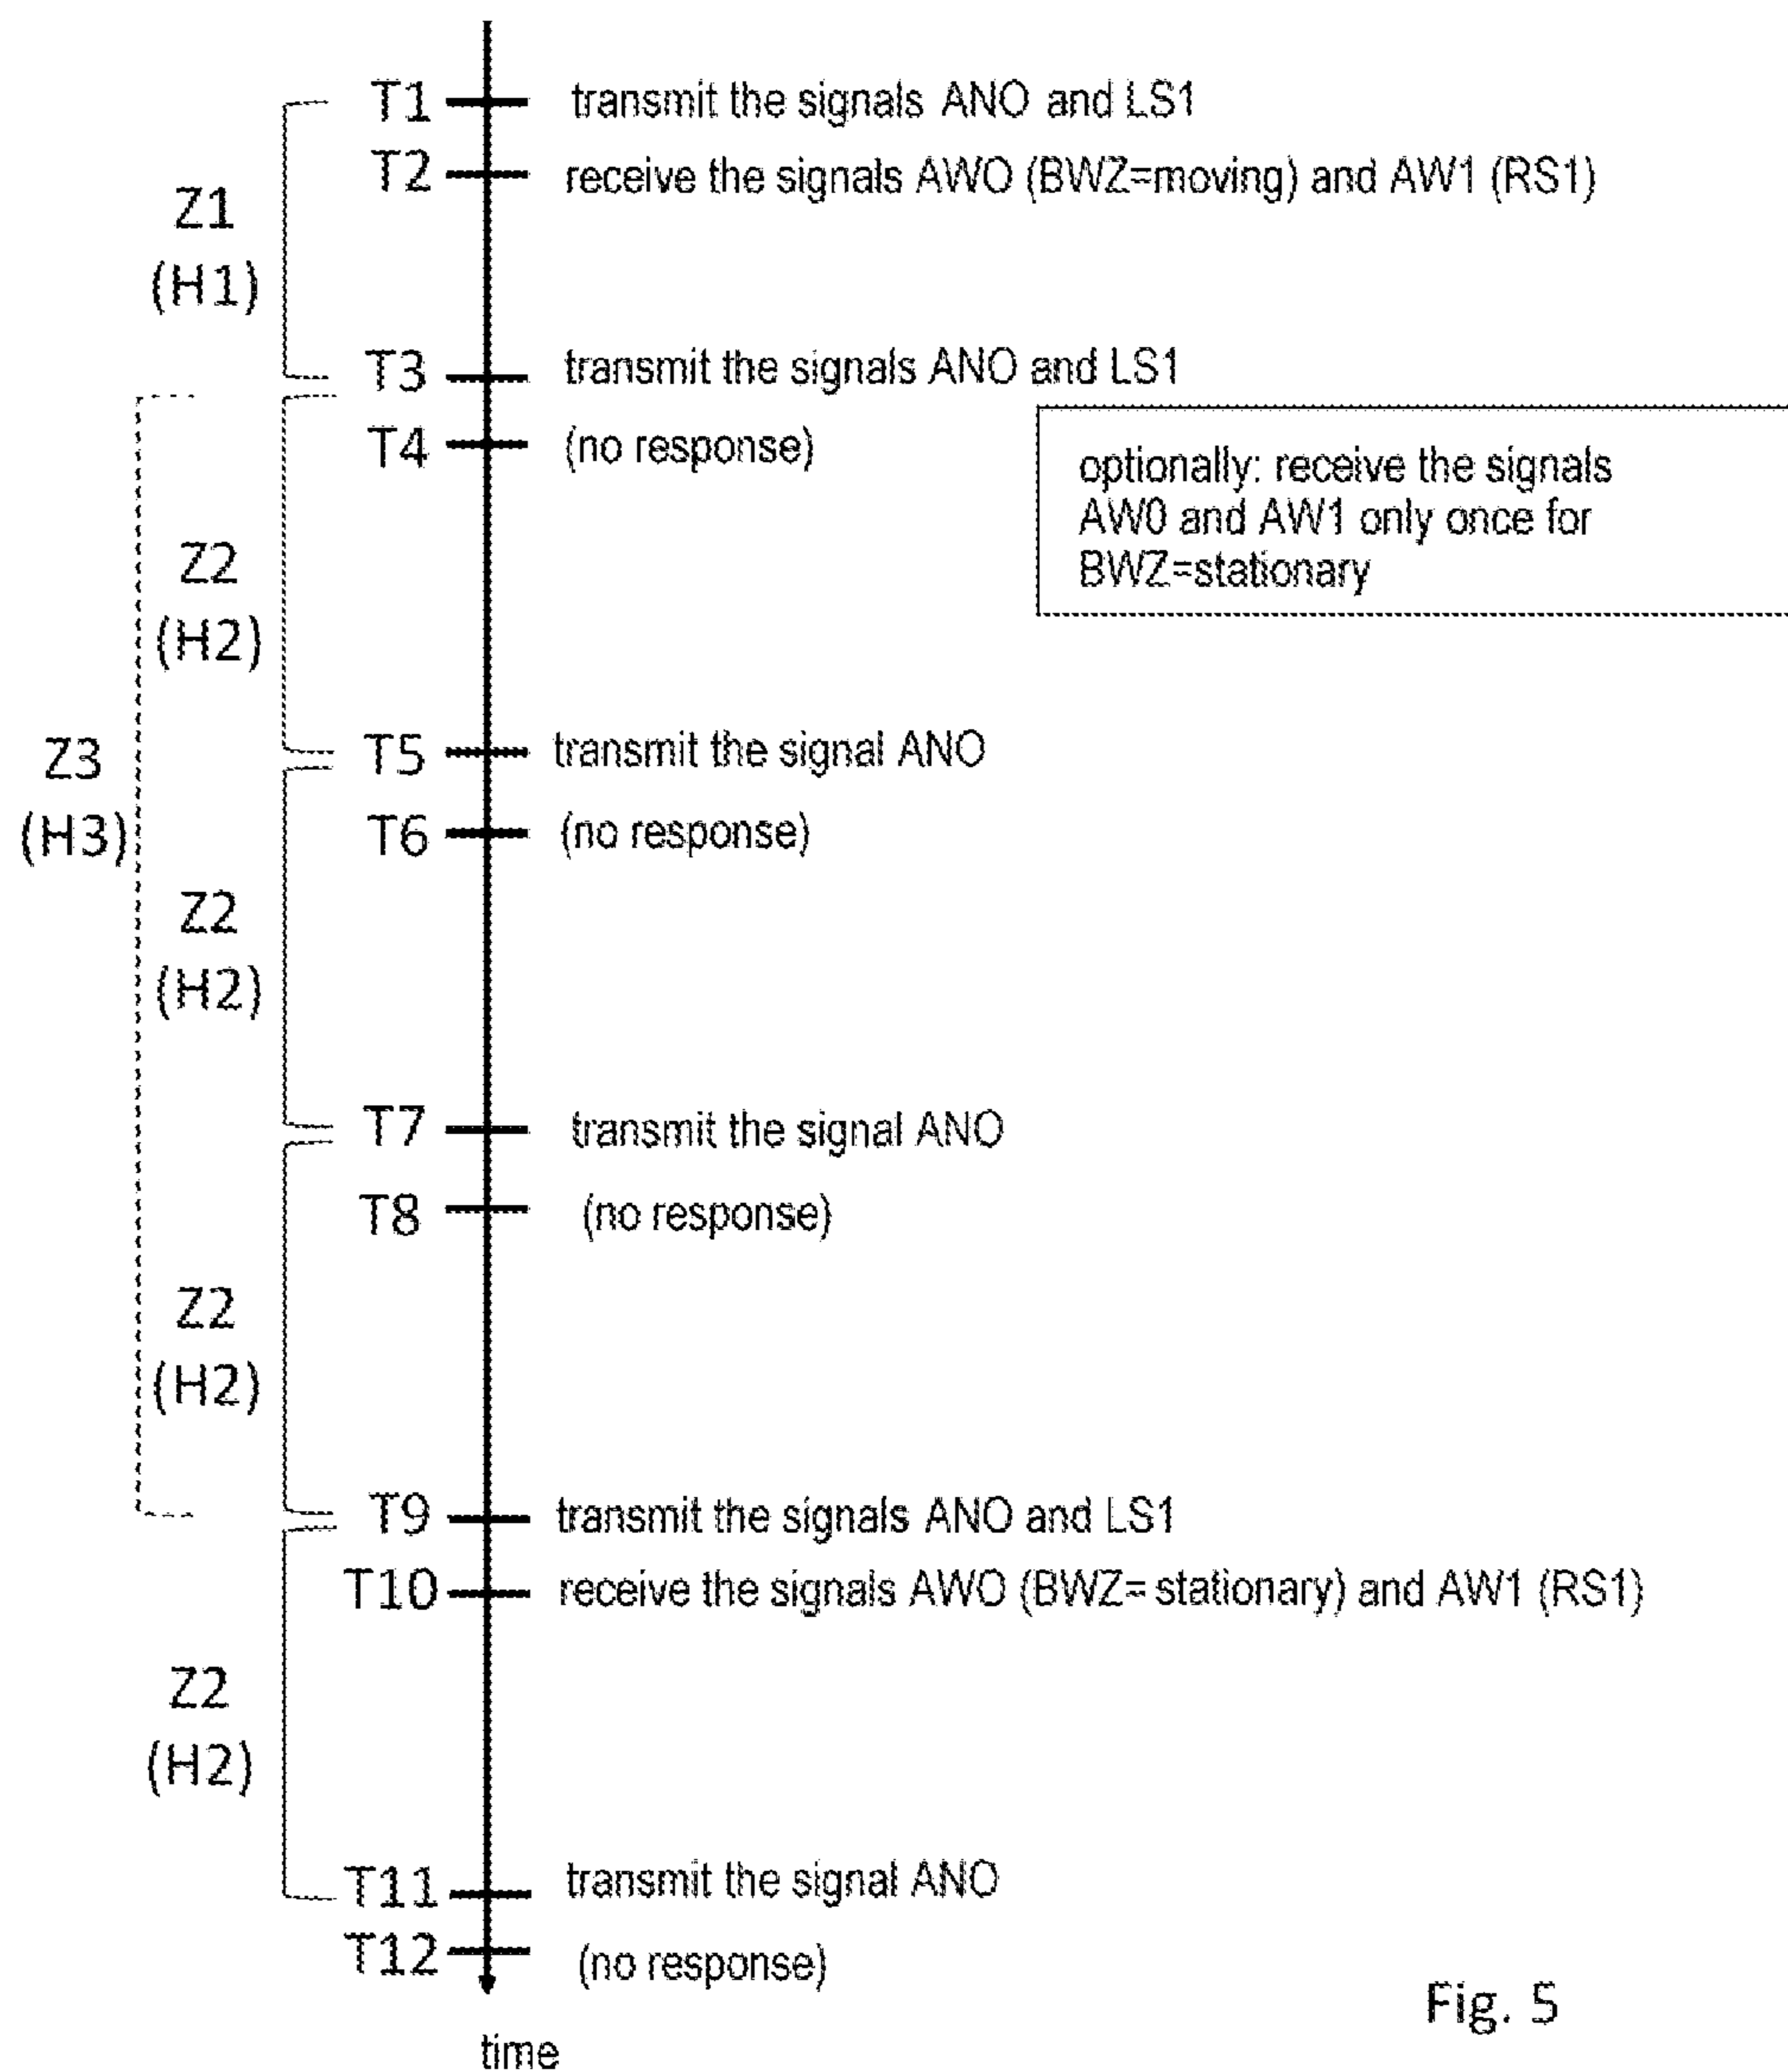 T1 transmit the signals ANO and LS1
T2 receive the signals AWO (BWZ=moving) and AW1 (RS1)
Z1
(H1)
T3 transmit the signals ANO and LS1
T4 (no response)
optionally: receive the signals
AW0 and AW1 only once for
BWZ=stationary
Z2
(H2)
T5 transmit the signal ANO
Z3
(H3)
T6 (no response)
Z2
(H2)
T7 transmit the signal ANO
T8 (no response)
Z2
(H2)
T9 transmit the signals ANO and LS1
T10 receive the signals AWO (BWZ= stationary) and AW1 (RS1)
Z2
(H2)
T11 transmit the signal ANO
T12 (no response)
time
Fig. 5